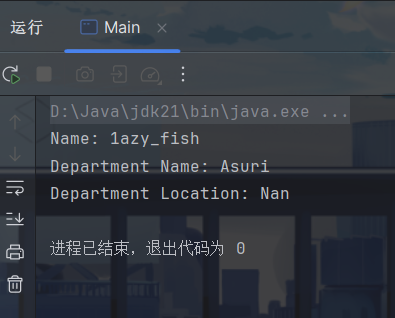 运行
Main
D:\Java\jdk21\bin\java.exe ...
Name: 1azy_fish
Department Name: Asuri
Department Location: Nan
进程已结束，退出代码为 0